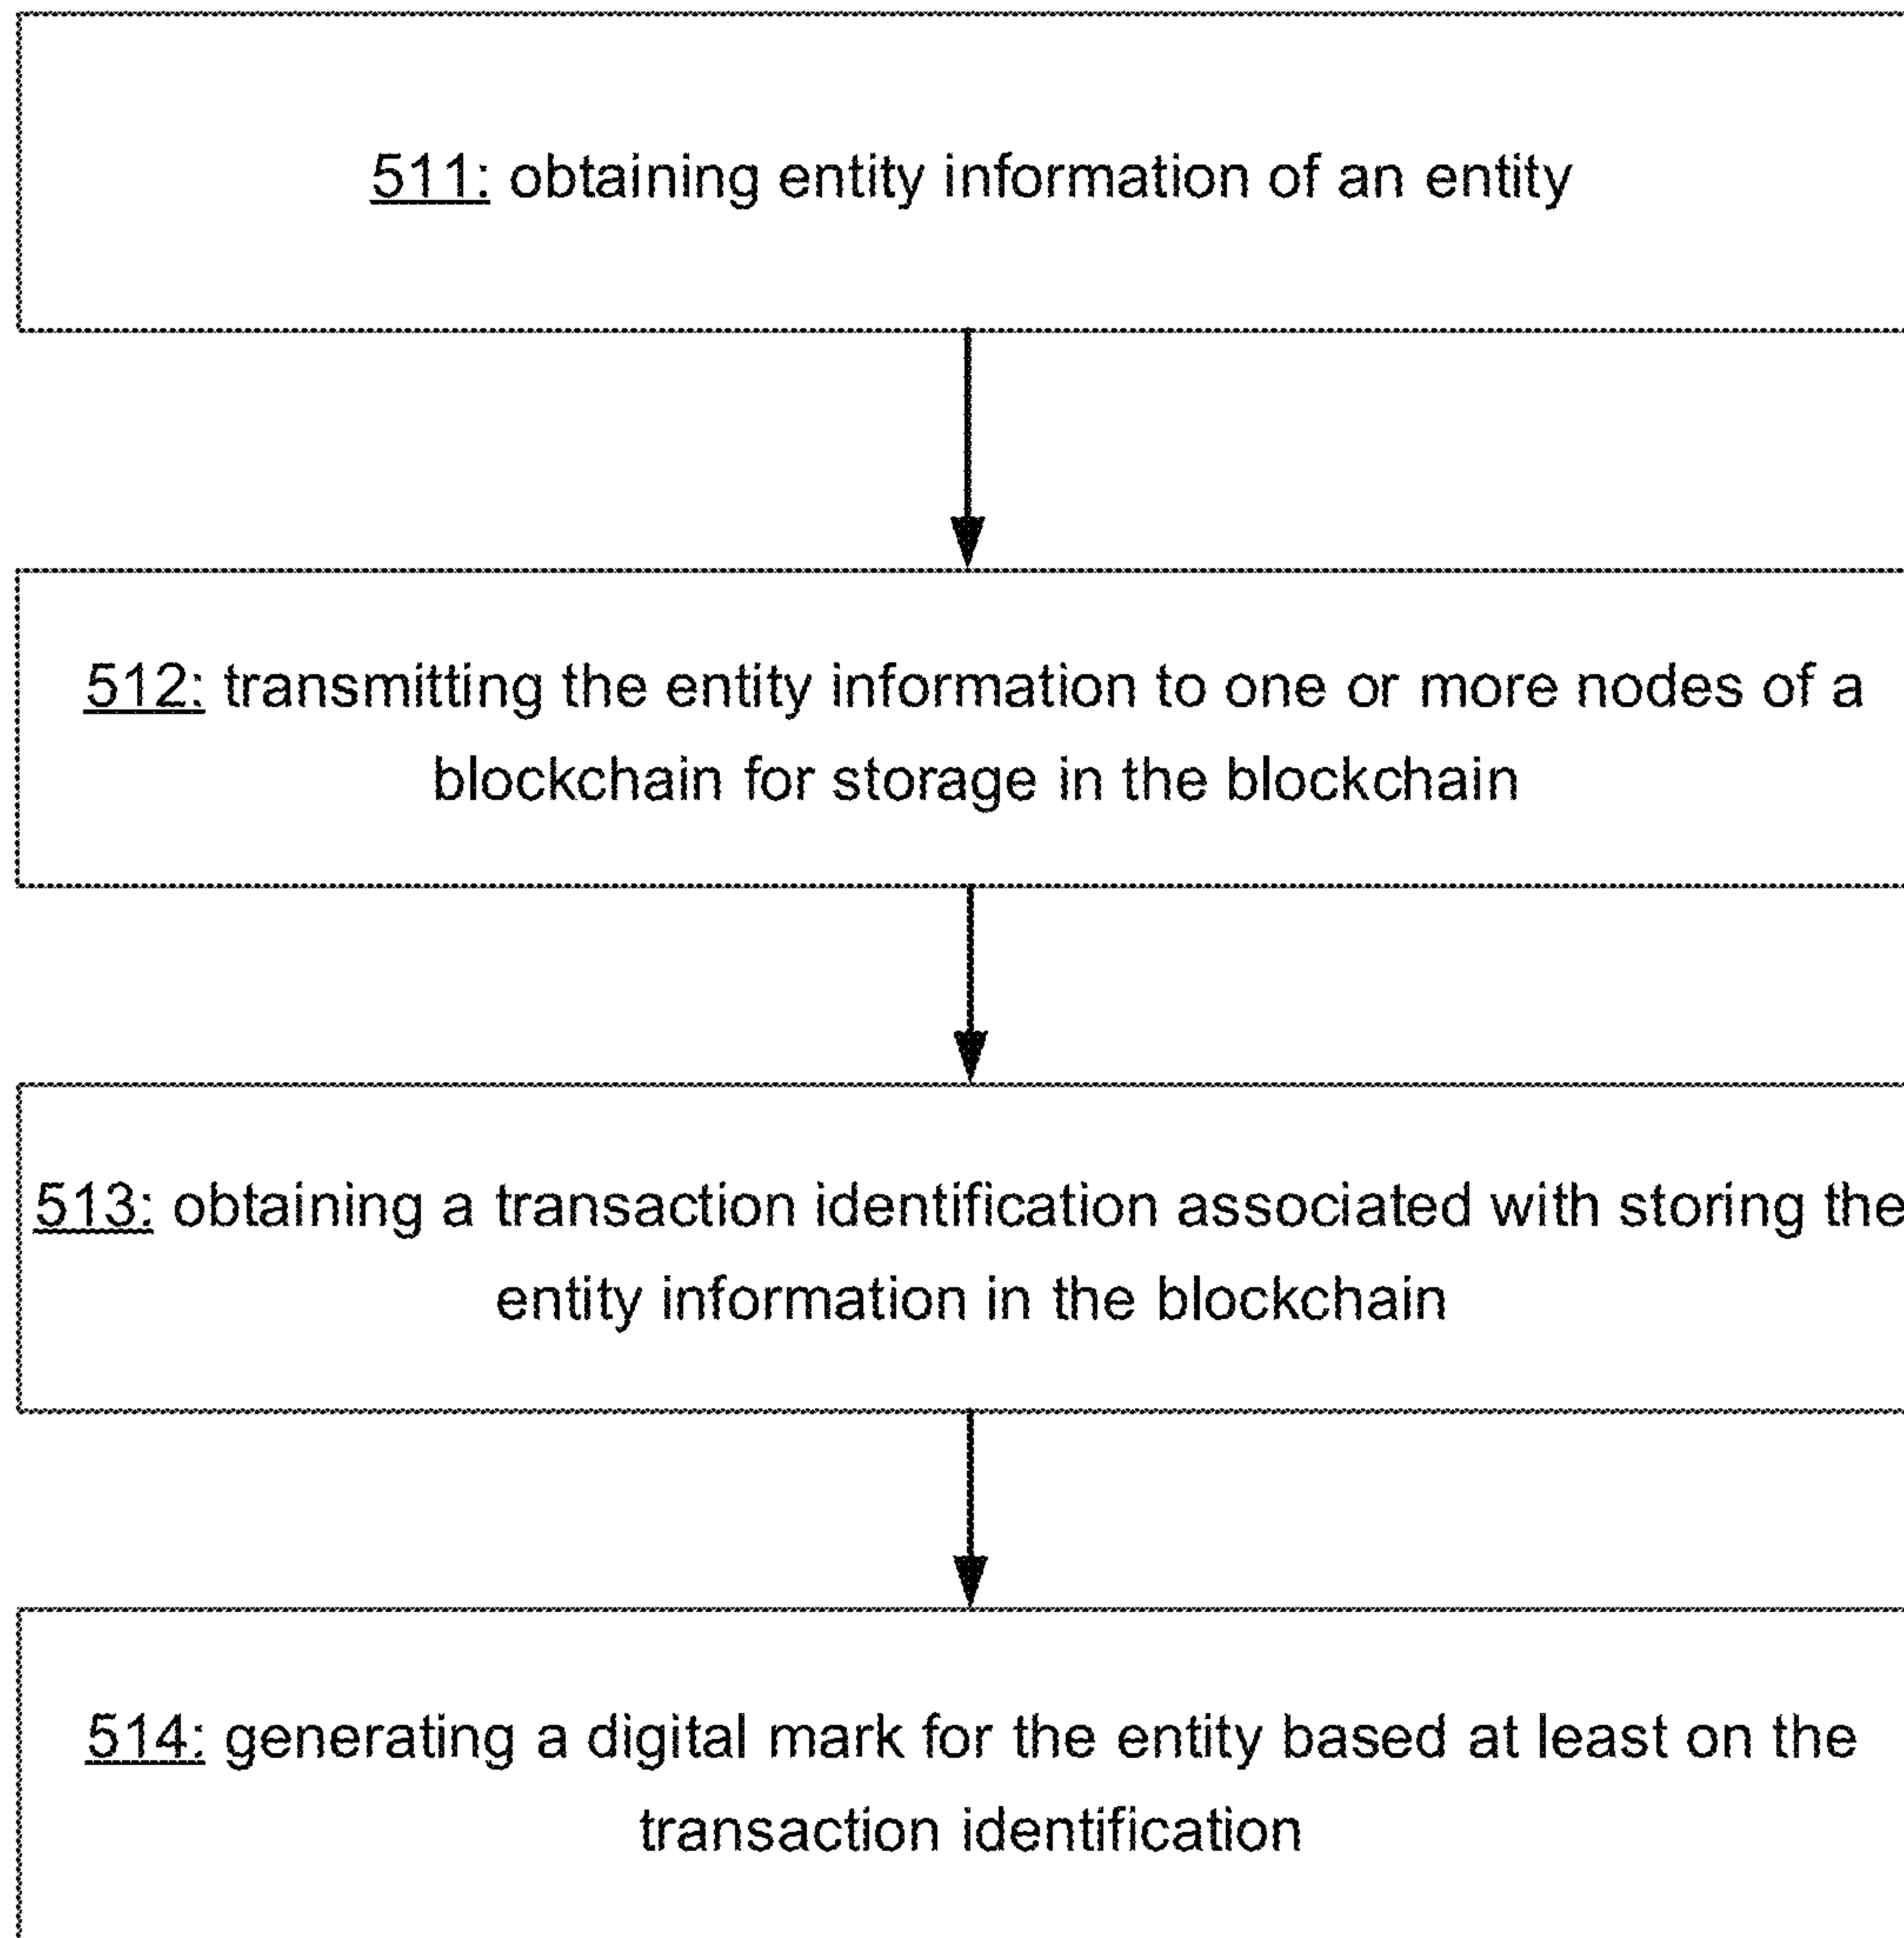 511: obtaining entity information of an entity
512: transmitting the entity information to one or more nodes of a
blockchain for storage in the blockchain
513: obtaining a transaction identification associated with storing the
entity information in the blockchain
514: generating a digital mark for the entity based at least on the
transaction identification